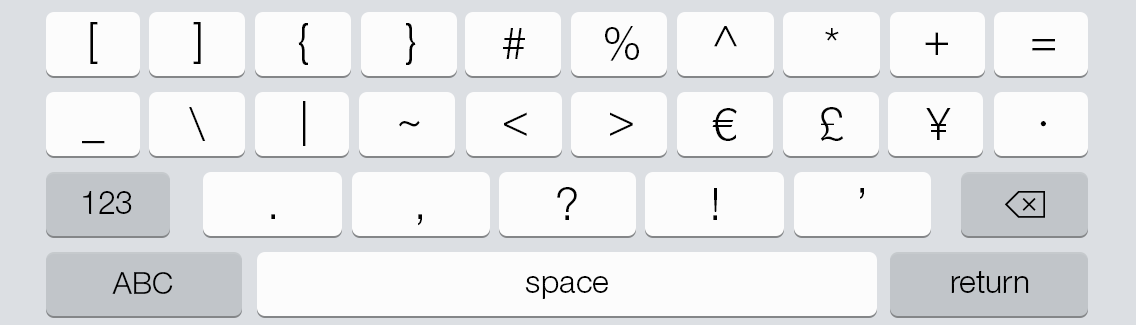 [ ] { } # % ^ * + =
_ \ | ~ < > € £ ¥ ·
123 . , ? ! ’
ABC space return